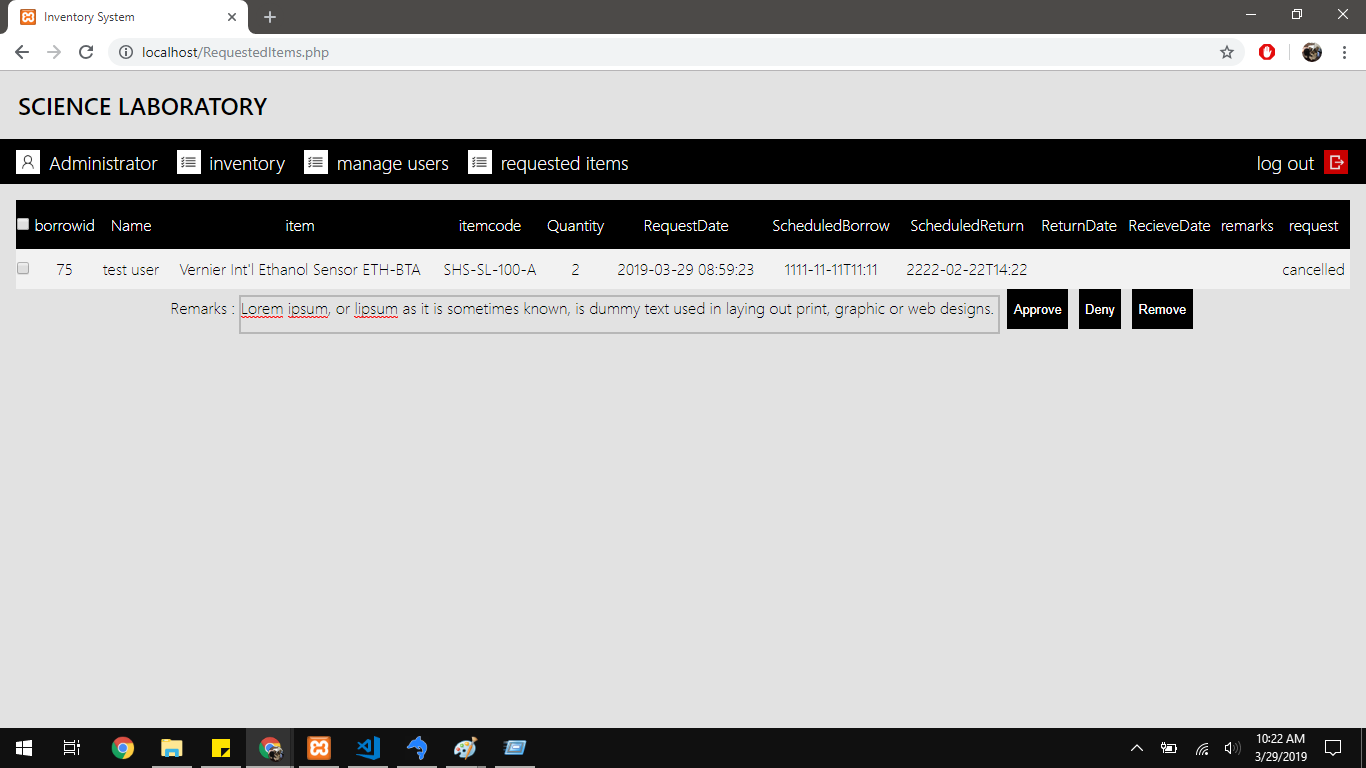 Inventory System
localhost/RequestedItems.php
SCIENCE LABORATORY
Administrator inventory manage users requested items log out
borrowid Name item itemcode Quantity RequestDate ScheduledBorrow ScheduledReturn ReturnDate RecieveDate remarks request
75 test user Vernier Int'l Ethanol Sensor ETH-BTA SHS-SL-100-A 2 2019-03-29 08:59:23 1111-11-11T11:11 2222-02-22T14:22 cancelled
Remarks : Lorem ipsum, or lipsum as it is sometimes known, is dummy text used in laying out print, graphic or web designs. Approve Deny Remove
10:22 AM
3/29/2019